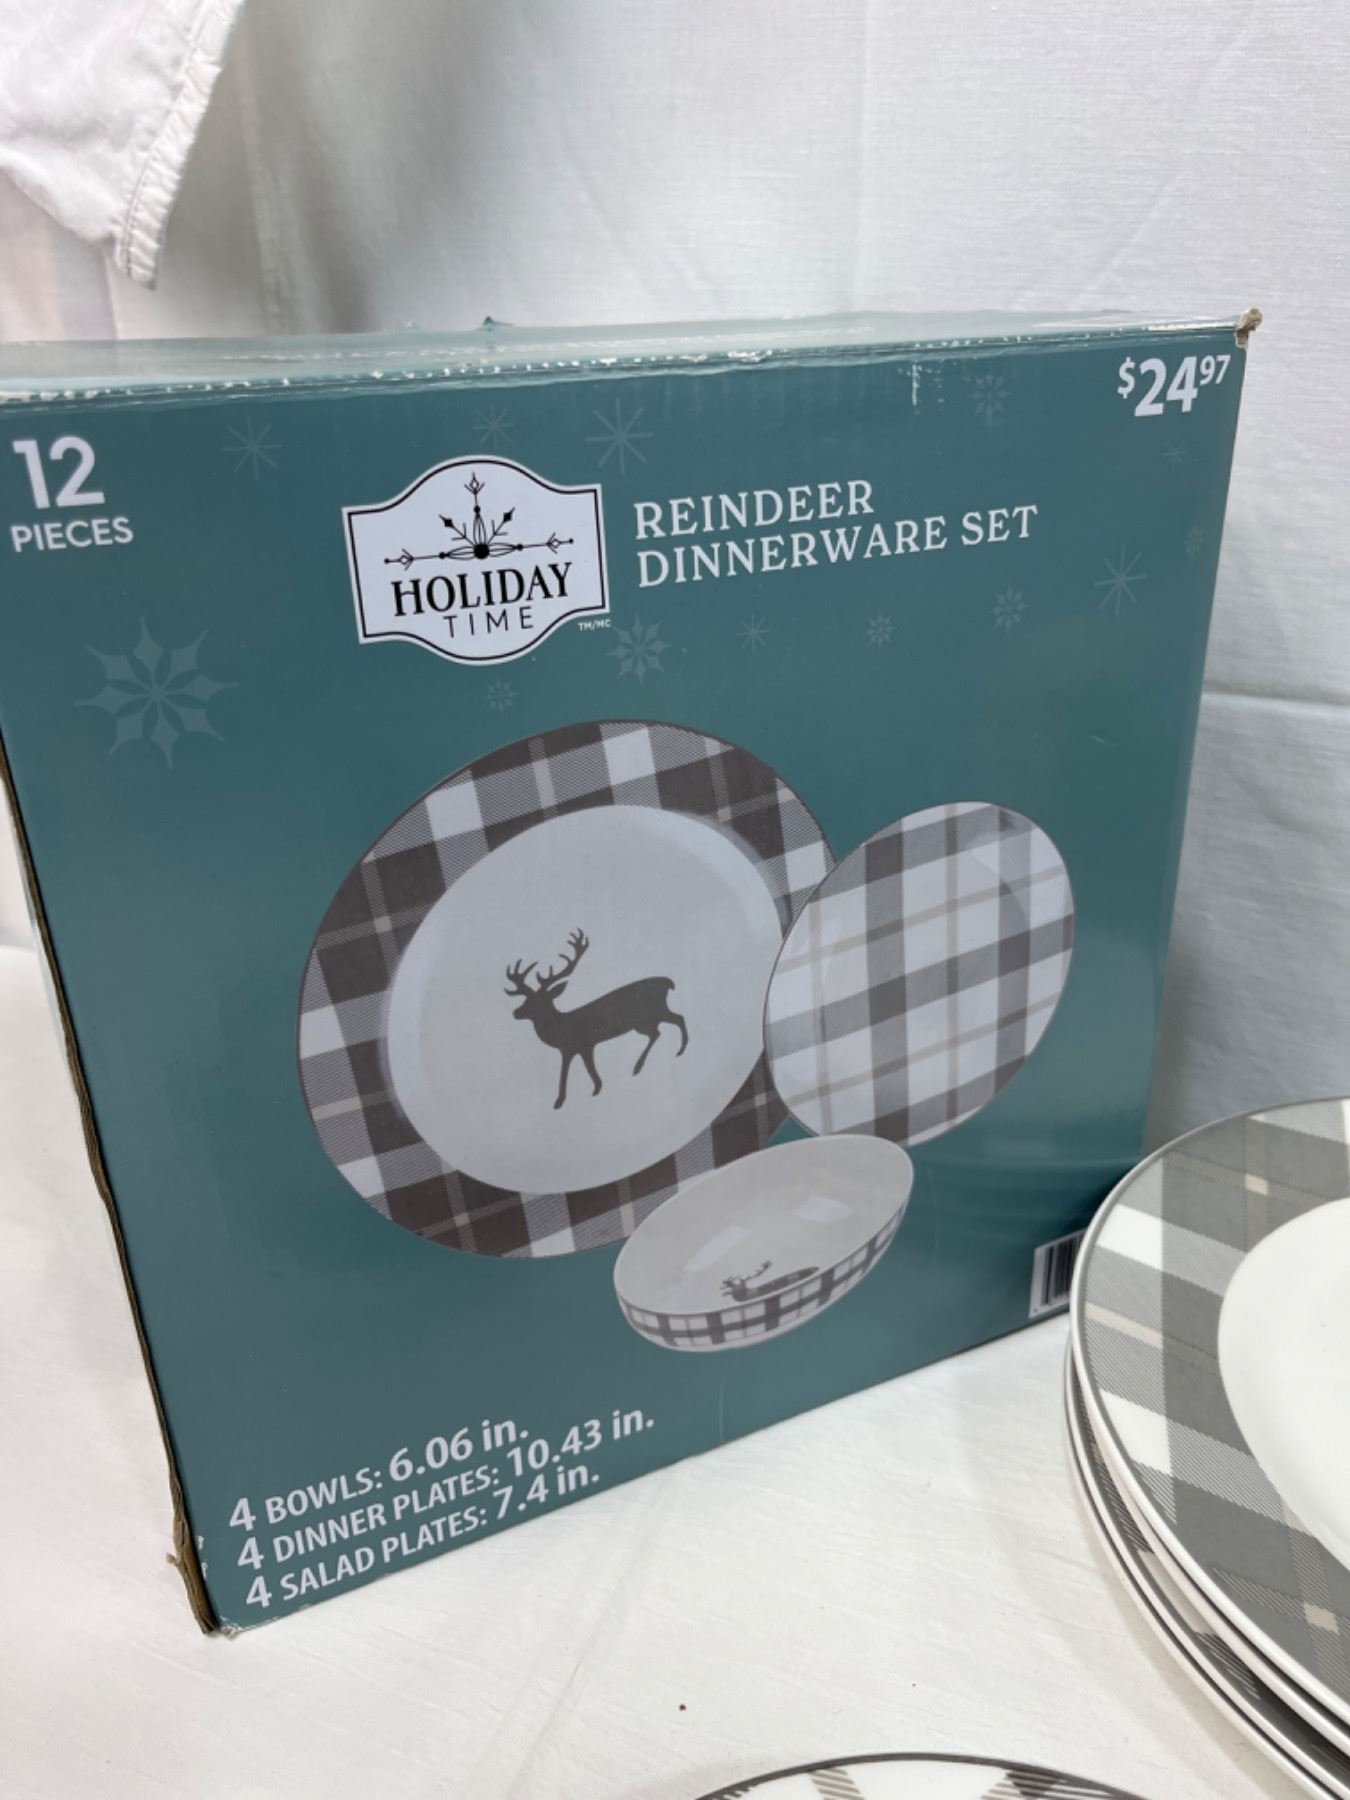 $24.97
12
PIECES
HOLIDAY
TIME
TM/MC
REINDEER
DINNERWARE SET
4 BOWLS: 6.06 in.
4 DINNER PLATES: 10.43 in.
4 SALAD PLATES: 7.4 in.